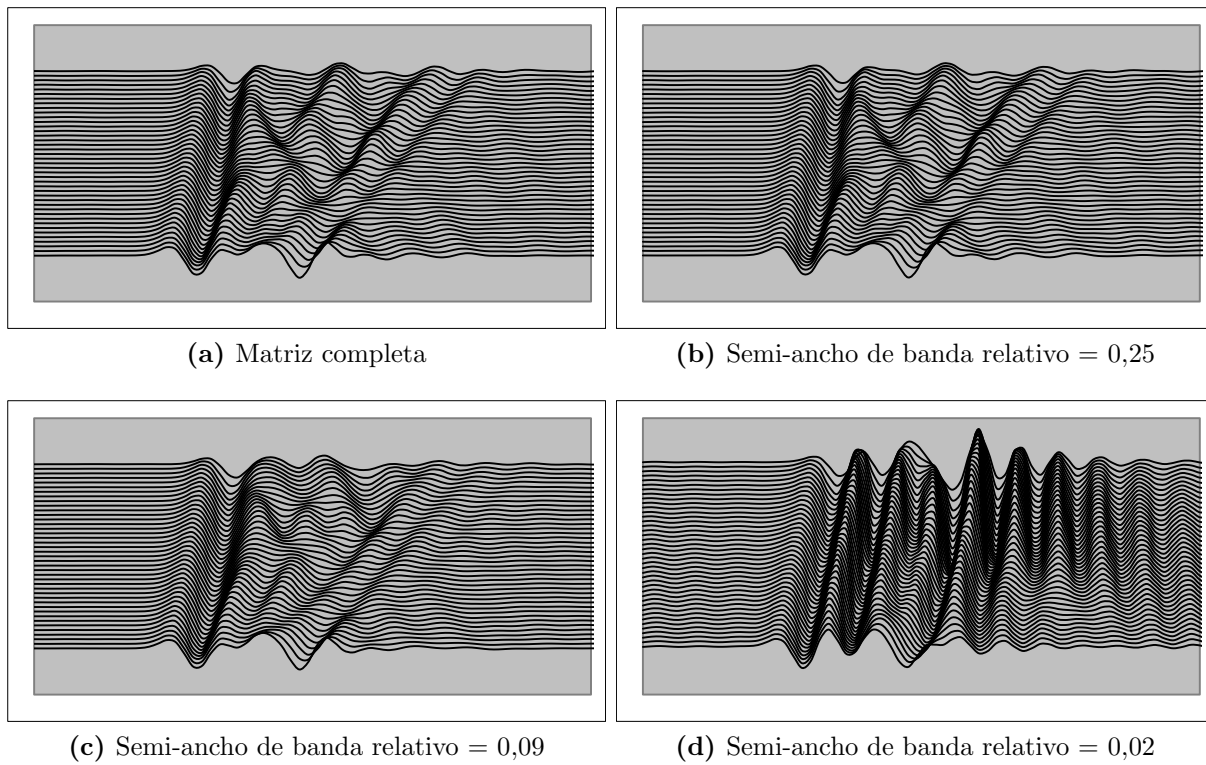 (a) Matriz completa
(b) Semi-ancho de banda relativo = 0,25
(c) Semi-ancho de banda relativo = 0,09
(d) Semi-ancho de banda relativo = 0,02